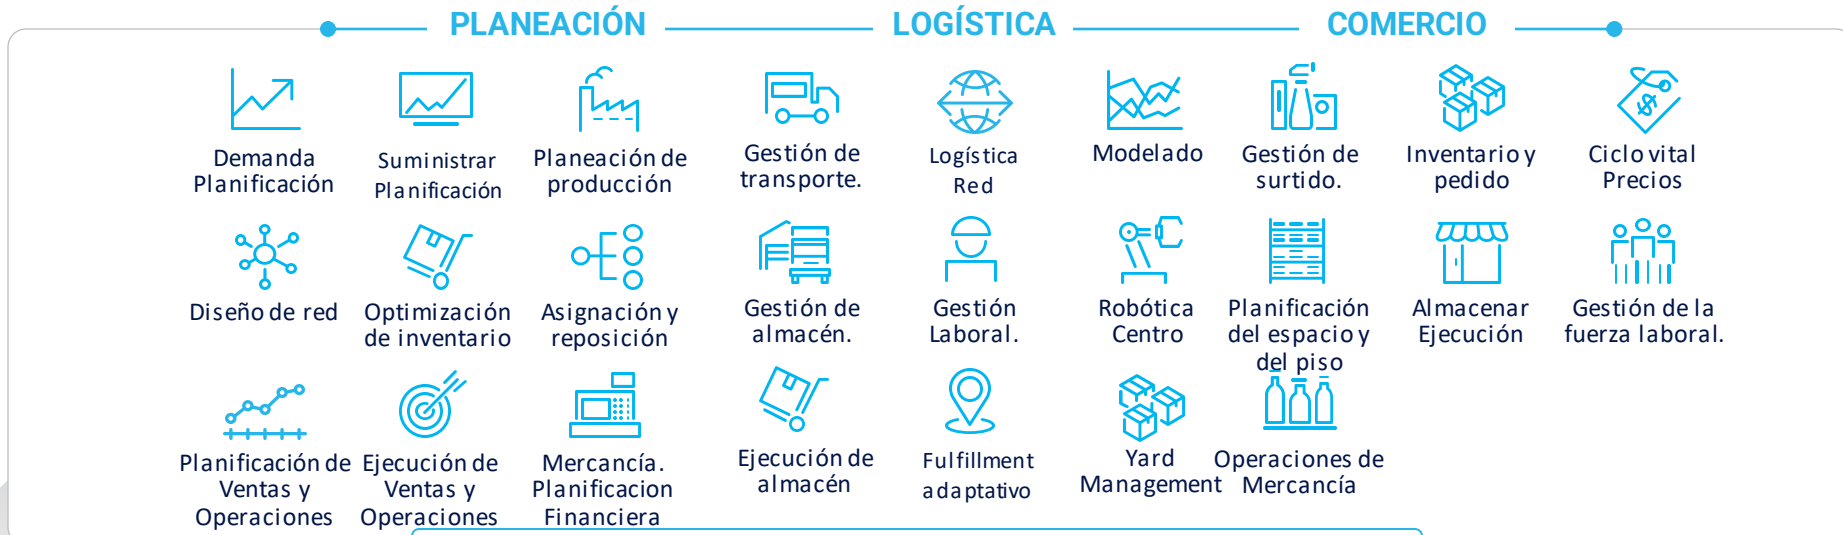 PLANEACIÓN
LOGÍSTICA
COMERCIO
Demanda
Planificación
Suministrar
Planificación
Planeación de
producción
Gestión de
transporte.
Logística
Red
Modelado
Gestión de
surtido.
Inventario y
pedido
Ciclo vital
Precios
Diseño de red
Optimización
de inventario
Asignación y
reposición
Gestión de
almacén.
Gestión
Laboral.
Robótica
Centro
Planificación
del espacio y
del piso
Almacenar
Ejecución
Gestión de la
fuerza laboral.
Planificación de
Ventas y
Operaciones
Ejecución de
Ventas y
Operaciones
Mercancía.
Planificacion
Financiera
Ejecución de
almacén
Fulfillment
adaptativo
Yard
Management
Operaciones de
Mercancía